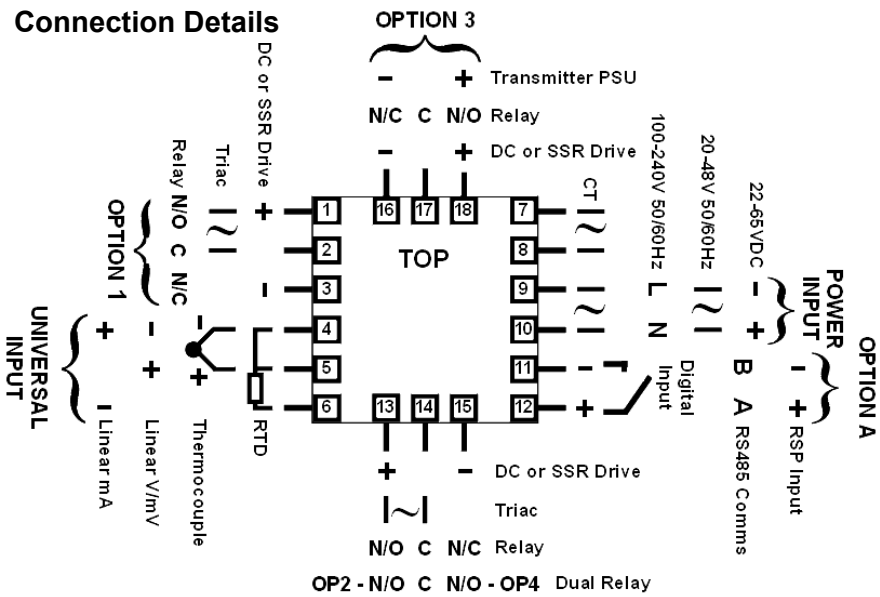 Connection Details
OPTION 3
- + Transmitter PSU
N/C C N/O Relay
- + DC or SSR Drive
DC or SSR Drive
+
-
Triac
~
Relay N/O C N/C
OPTION 1
16 17 18
1
2
3
4
5
6
TOP
7
8
9
10
11
12
13 14 15
CT
~
~
100-240V 50/60Hz
L
N
20-48V 50/60Hz
~
22-65VDC
-
+
POWER
INPUT
OPTION A
- +
Digital
Input
B A RS485 Comms
- + RSP Input
UNIVERSAL
INPUT
+ - Linear mA
- + Linear V/mV
- + Thermocouple
RTD
+ - DC or SSR Drive
~ Triac
N/O C N/C Relay
OP2 - N/O C N/O - OP4 Dual Relay